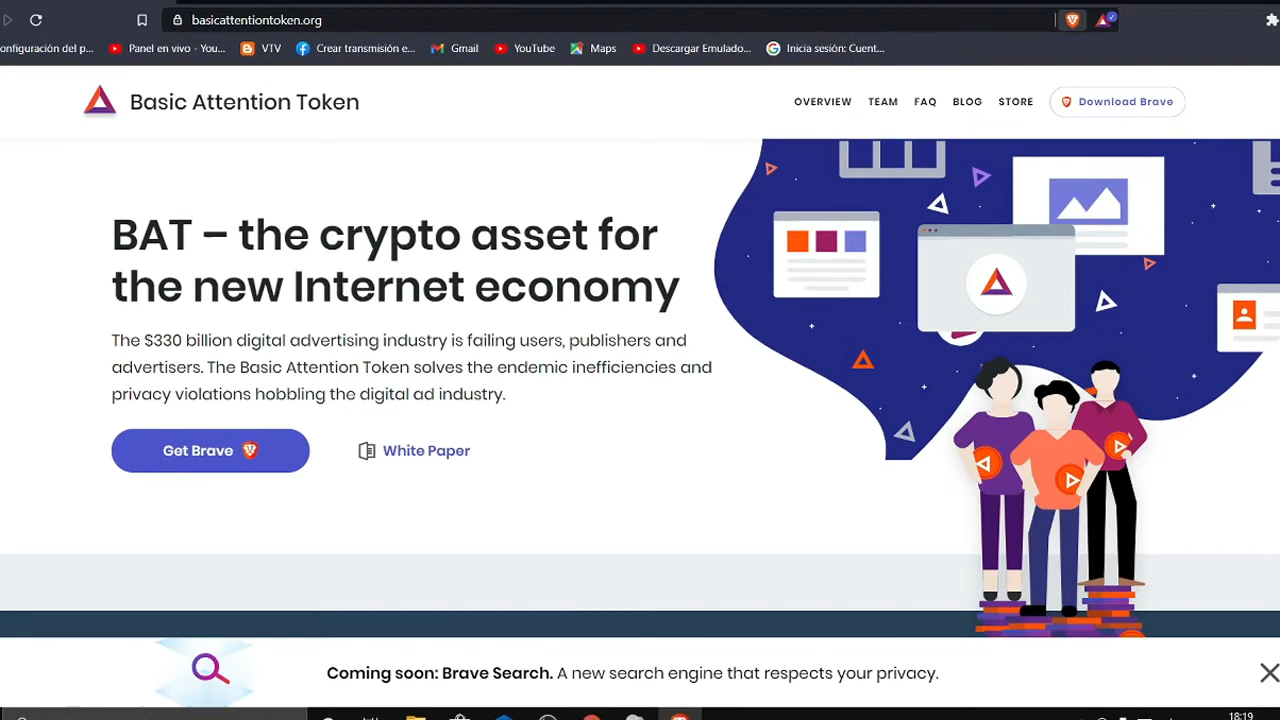 basicattentiontoken.org
onfiguración del p... Panel en vivo - You... VTV Crear transmisión e... Gmail YouTube Maps Descargar Emulado... Inicia sesión: Cuent...
Basic Attention Token
OVERVIEW TEAM FAQ BLOG STORE Download Brave
BAT – the crypto asset for
the new Internet economy
The $330 billion digital advertising industry is failing users, publishers and
advertisers. The Basic Attention Token solves the endemic inefficiencies and
privacy violations hobbling the digital ad industry.
Get Brave White Paper
Coming soon: Brave Search. A new search engine that respects your privacy.
18:19